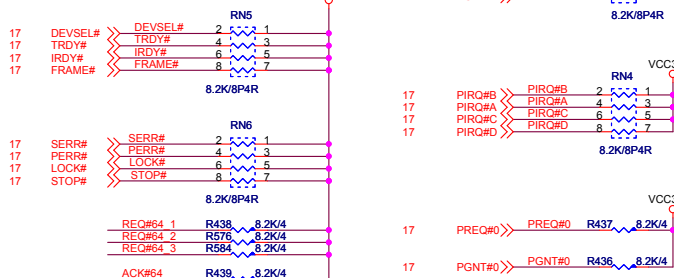 8.2K/8P4R
RN5
17 DEVSEL# DEVSEL# 2 1
17 TRDY# TRDY# 4 3
17 IRDY# IRDY# 6 5
17 FRAME# FRAME# 8 7
8.2K/8P4R
VCC3
RN4
17 PIRQ#B PIRQ#B 2 1
17 PIRQ#A PIRQ#A 4 3
17 PIRQ#C PIRQ#C 6 5
17 PIRQ#D PIRQ#D 8 7
8.2K/8P4R
RN6
17 SERR# SERR# 2 1
17 PERR# PERR# 4 3
17 LOCK# LOCK# 6 5
17 STOP# STOP# 8 7
8.2K/8P4R
VCC3
REQ#64_1 R438 8.2K/4
REQ#64_2 R576 8.2K/4
REQ#64_3 R584 8.2K/4
ACK#64 R439 8.2K/4
17 PREQ#0 PREQ#0 R437 8.2K/4
17 PGNT#0 PGNT#0 R436 8.2K/4